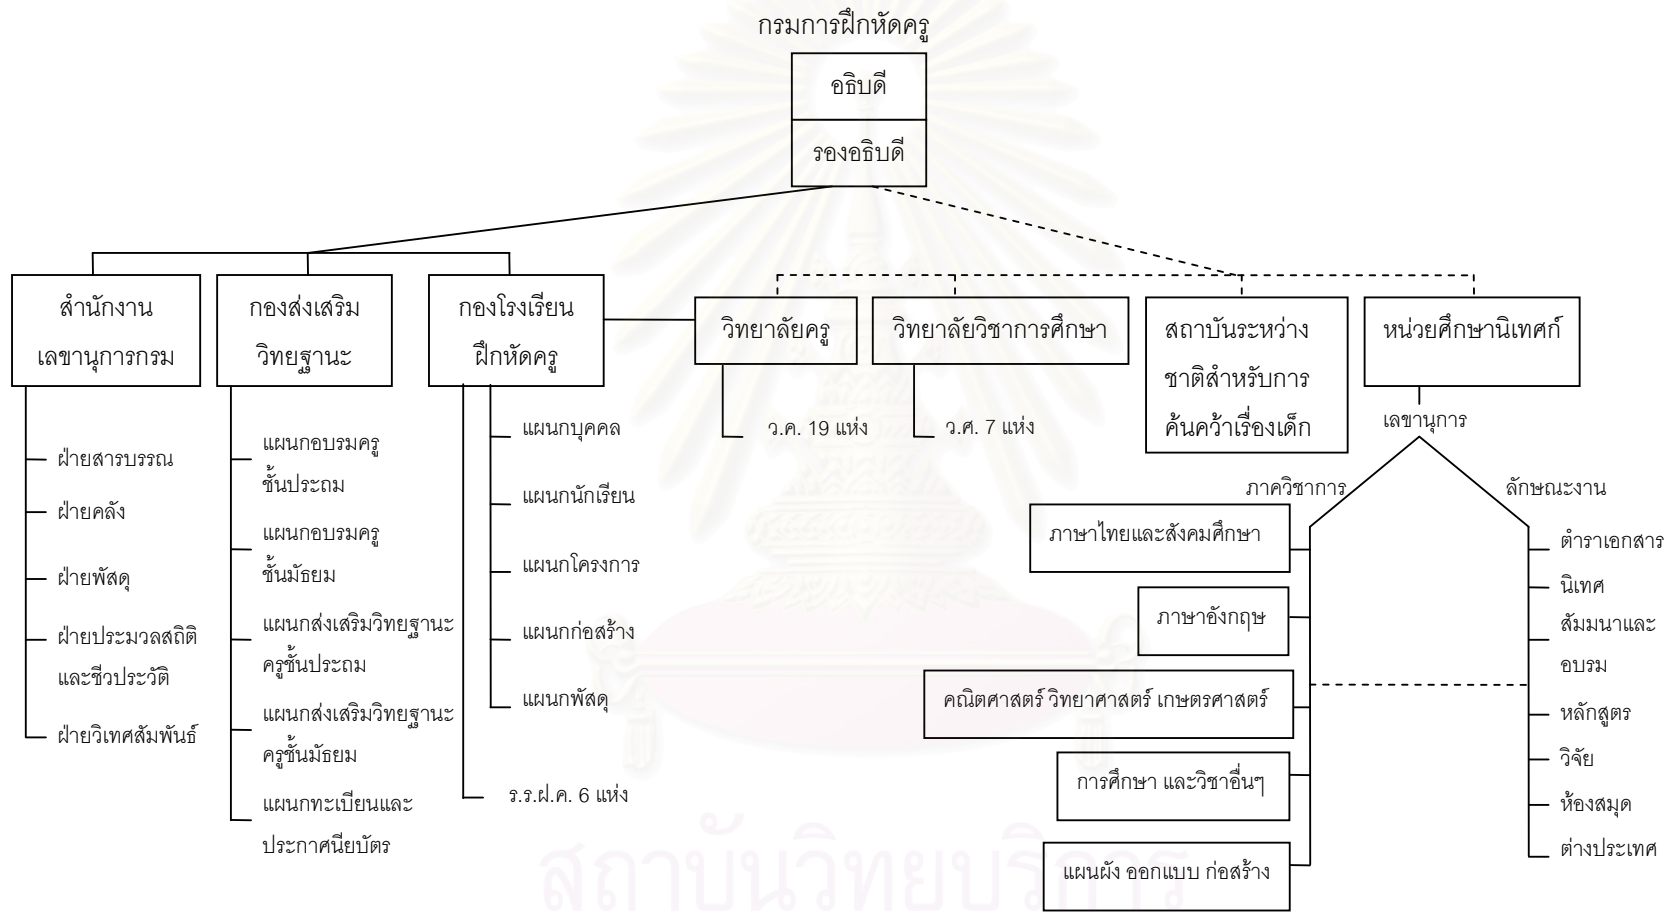 กรมการฝึกหัดครู
อธิบดี
รองอธิบดี
สำนักงาน
เลขานุการกรม
ฝ่ายสารบรรณ
ฝ่ายคลัง
ฝ่ายพัสดุ
ฝ่ายประมวลสถิติ
และชีวประวัติ
ฝ่ายวิเทศสัมพันธ์
กองส่งเสริม
วิทยฐานะ
แผนกอบรมครู
ชั้นประถม
แผนกอบรมครู
ชั้นมัธยม
แผนกส่งเสริมวิทยฐานะ
ครูชั้นประถม
แผนกส่งเสริมวิทยฐานะ
ครูชั้นมัธยม
แผนกทะเบียนและ
ประกาศนียบัตร
กองโรงเรียน
ฝึกหัดครู
แผนกบุคคล
แผนกนักเรียน
แผนกโครงการ
แผนกก่อสร้าง
แผนกพัสดุ
ร.ร.ฝ.ค. 6 แห่ง
วิทยาลัยครู
ว.ค. 19 แห่ง
วิทยาลัยวิชาการศึกษา
ว.ศ. 7 แห่ง
สถาบันระหว่าง
ชาติสำหรับการ
ค้นคว้าเรื่องเด็ก
หน่วยศึกษานิเทศก์
เลขานุการ
ภาควิชาการ
ภาษาไทยและสังคมศึกษา
ภาษาอังกฤษ
คณิตศาสตร์ วิทยาศาสตร์ เกษตรศาสตร์
การศึกษา และวิชาอื่นๆ
แผนผัง ออกแบบ ก่อสร้าง
ลักษณะงาน
ตำราเอกสาร
นิเทศ
สัมมนาและ
อบรม
หลักสูตร
วิจัย
ห้องสมุด
ต่างประเทศ
สถาบันวิทยบริการ